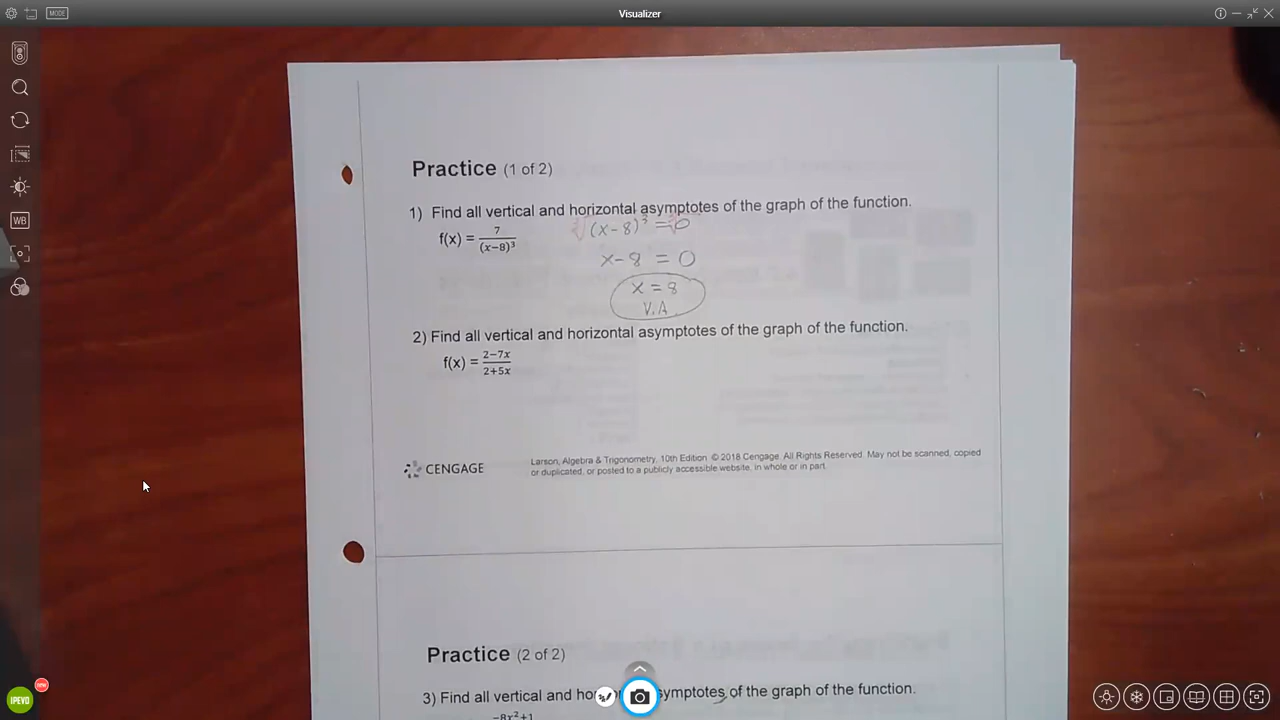 MODE
Visualizer
WB
Practice (1 of 2)
1) Find all vertical and horizontal asymptotes of the graph of the function.
f(x) = 7/(x−8)³
∛(x-8)³ = ∛0
x-8 = 0
x = 8
V.A
2) Find all vertical and horizontal asymptotes of the graph of the function.
f(x) = 2−7x/2+5x
CENGAGE
Larson, Algebra & Trigonometry, 10th Edition © 2018 Cengage. All Rights Reserved. May not be scanned, copied
or duplicated, or posted to a publicly accessible website, in whole or in part.
Practice (2 of 2)
3) Find all vertical and ho symptotes of the graph of the function.
−8x²+1
IPEVO